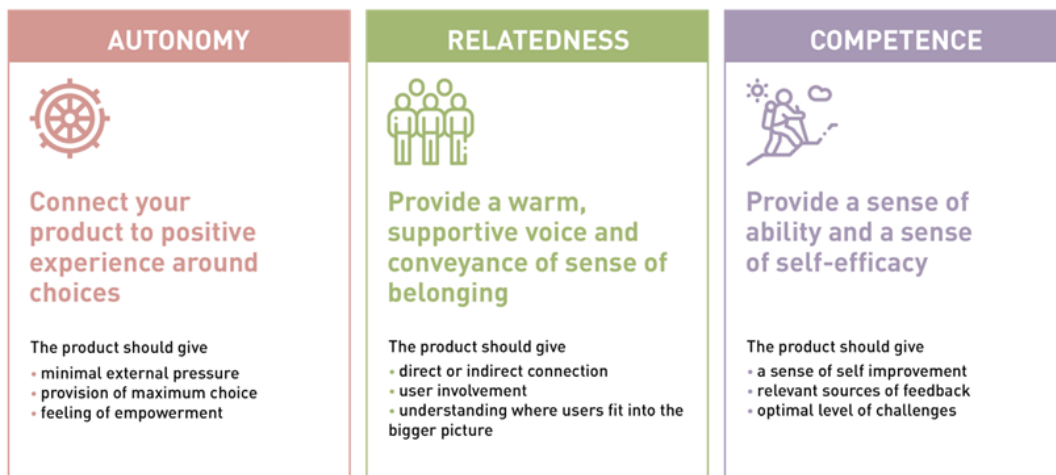 AUTONOMY
Connect your
product to positive
experience around
choices
The product should give
• minimal external pressure
• provision of maximum choice
• feeling of empowerment
RELATEDNESS
Provide a warm,
supportive voice and
conveyance of sense of
belonging
The product should give
• direct or indirect connection
• user involvement
• understanding where users fit into the
bigger picture
COMPETENCE
Provide a sense of
ability and a sense
of self-efficacy
The product should give
• a sense of self improvement
• relevant sources of feedback
• optimal level of challenges